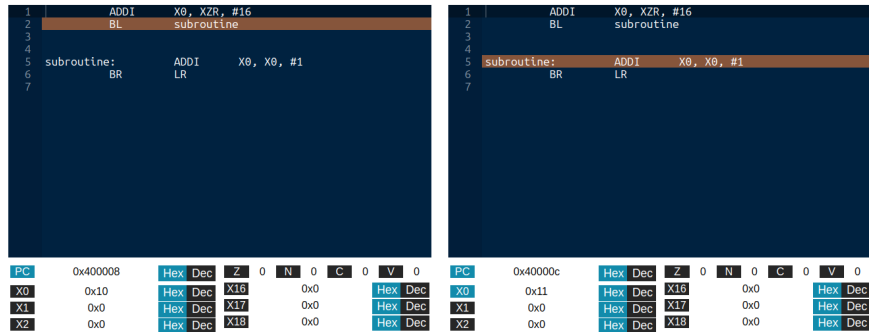 1 ADDI X0, XZR, #16
2 BL subroutine
3
4
5 subroutine: ADDI X0, X0, #1
6 BR LR
7
PC 0x400008 Hex Dec Z 0 N 0 C 0 V 0
X0 0x10 Hex Dec X16 0x0 Hex Dec
X1 0x0 Hex Dec X17 0x0 Hex Dec
X2 0x0 Hex Dec X18 0x0 Hex Dec
1 ADDI X0, XZR, #16
2 BL subroutine
3
4
5 subroutine: ADDI X0, X0, #1
6 BR LR
7
PC 0x40000c Hex Dec Z 0 N 0 C 0 V 0
X0 0x11 Hex Dec X16 0x0 Hex Dec
X1 0x0 Hex Dec X17 0x0 Hex Dec
X2 0x0 Hex Dec X18 0x0 Hex Dec